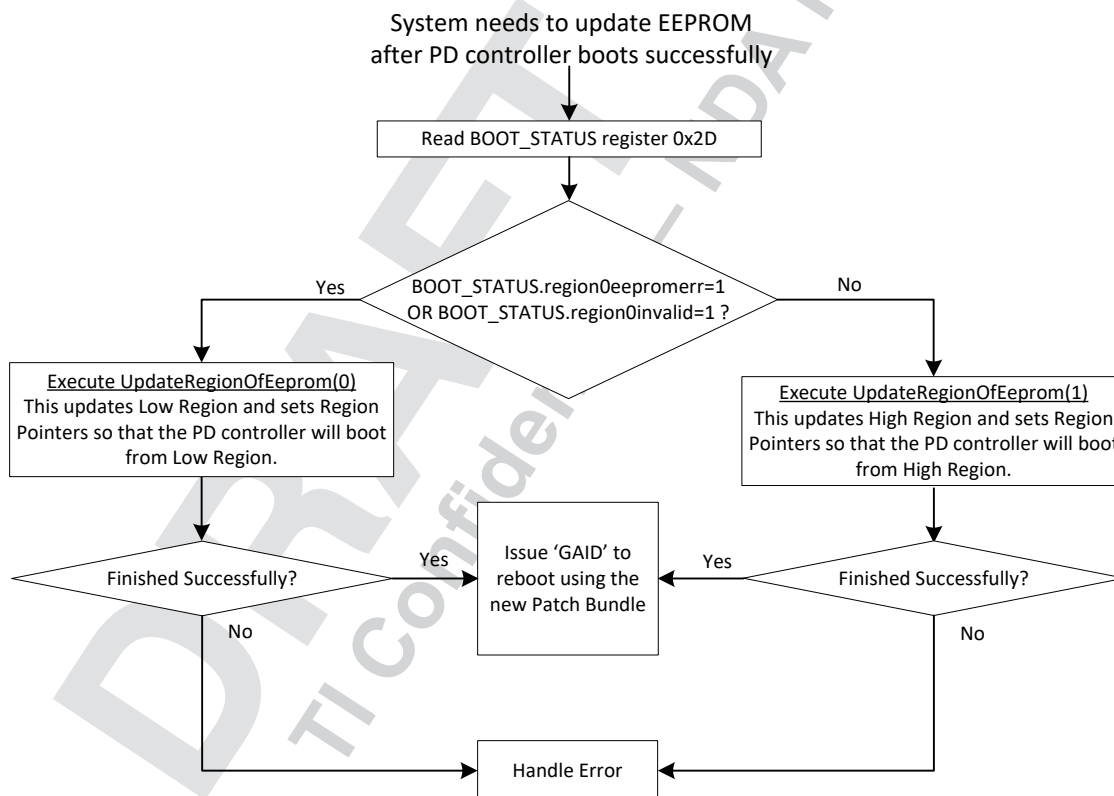 System needs to update EEPROM
after PD controller boots successfully
Read BOOT_STATUS register 0x2D
BOOT_STATUS.region0eepromerr=1
OR BOOT_STATUS.region0invalid=1 ?
Yes
No
Execute UpdateRegionOfEeprom(0)
This updates Low Region and sets Region
Pointers so that the PD controller will boot
from Low Region.
Execute UpdateRegionOfEeprom(1)
This updates High Region and sets Region
Pointers so that the PD controller will boot
from High Region.
Finished Successfully?
Yes
Issue ‘GAID’ to
reboot using the
new Patch Bundle
Yes
Finished Successfully?
No
No
Handle Error
DRAFT
TI Confiden
NDA